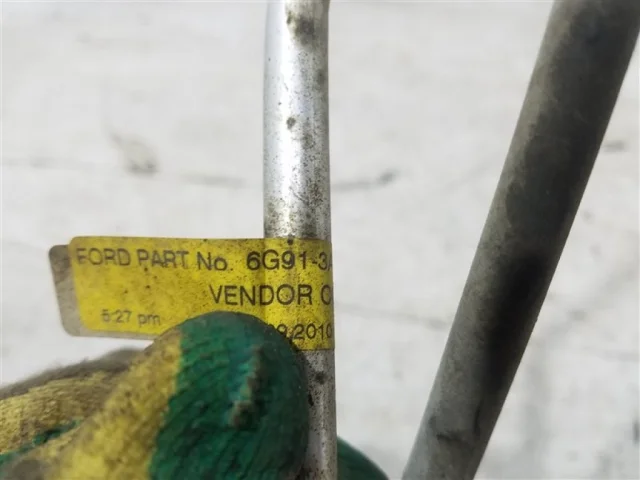 FORD PART No. 6G91-3
VENDOR
5:27 pm 2010